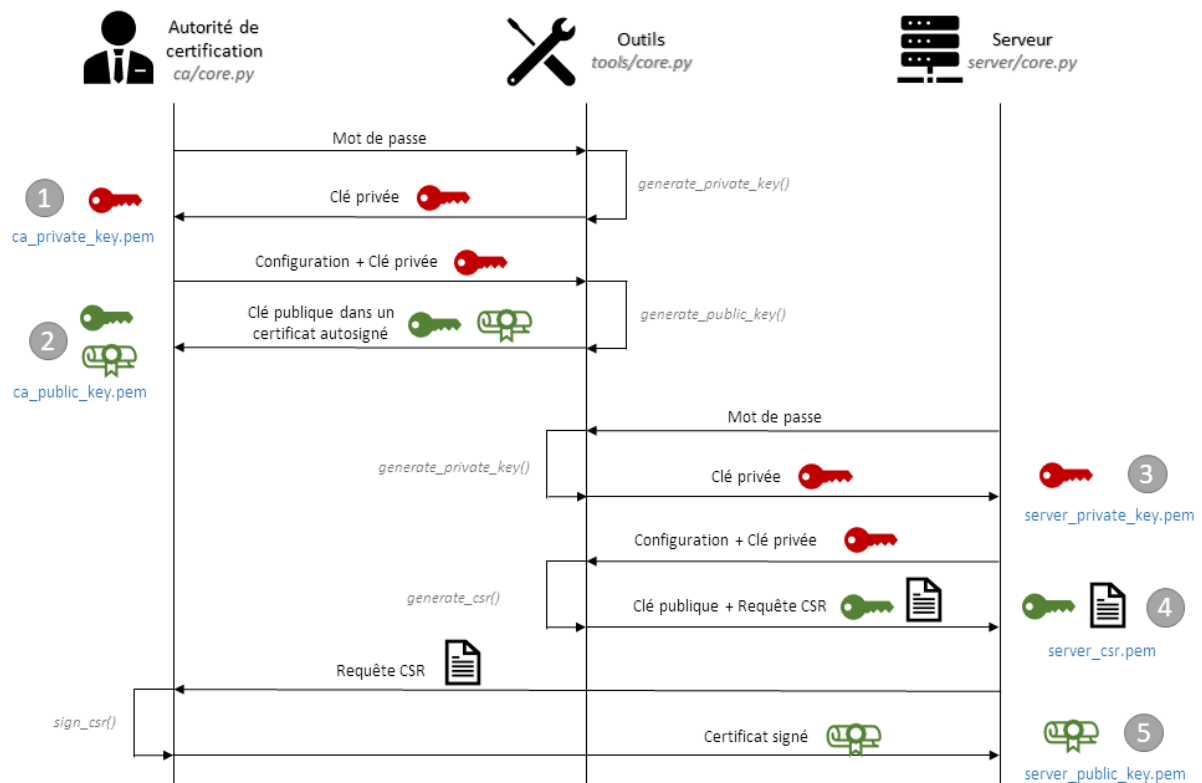 Autorité de
certification
ca/core.py
Outils
tools/core.py
Serveur
server/core.py
Mot de passe
generate_private_key()
1
Clé privée
ca_private_key.pem
Configuration + Clé privée
Clé publique dans un
certificat autosigné
generate_public_key()
2
ca_public_key.pem
Mot de passe
generate_private_key()
Clé privée
3
server_private_key.pem
Configuration + Clé privée
generate_csr()
Clé publique + Requête CSR
4
server_csr.pem
Requête CSR
sign_csr()
Certificat signé
5
server_public_key.pem